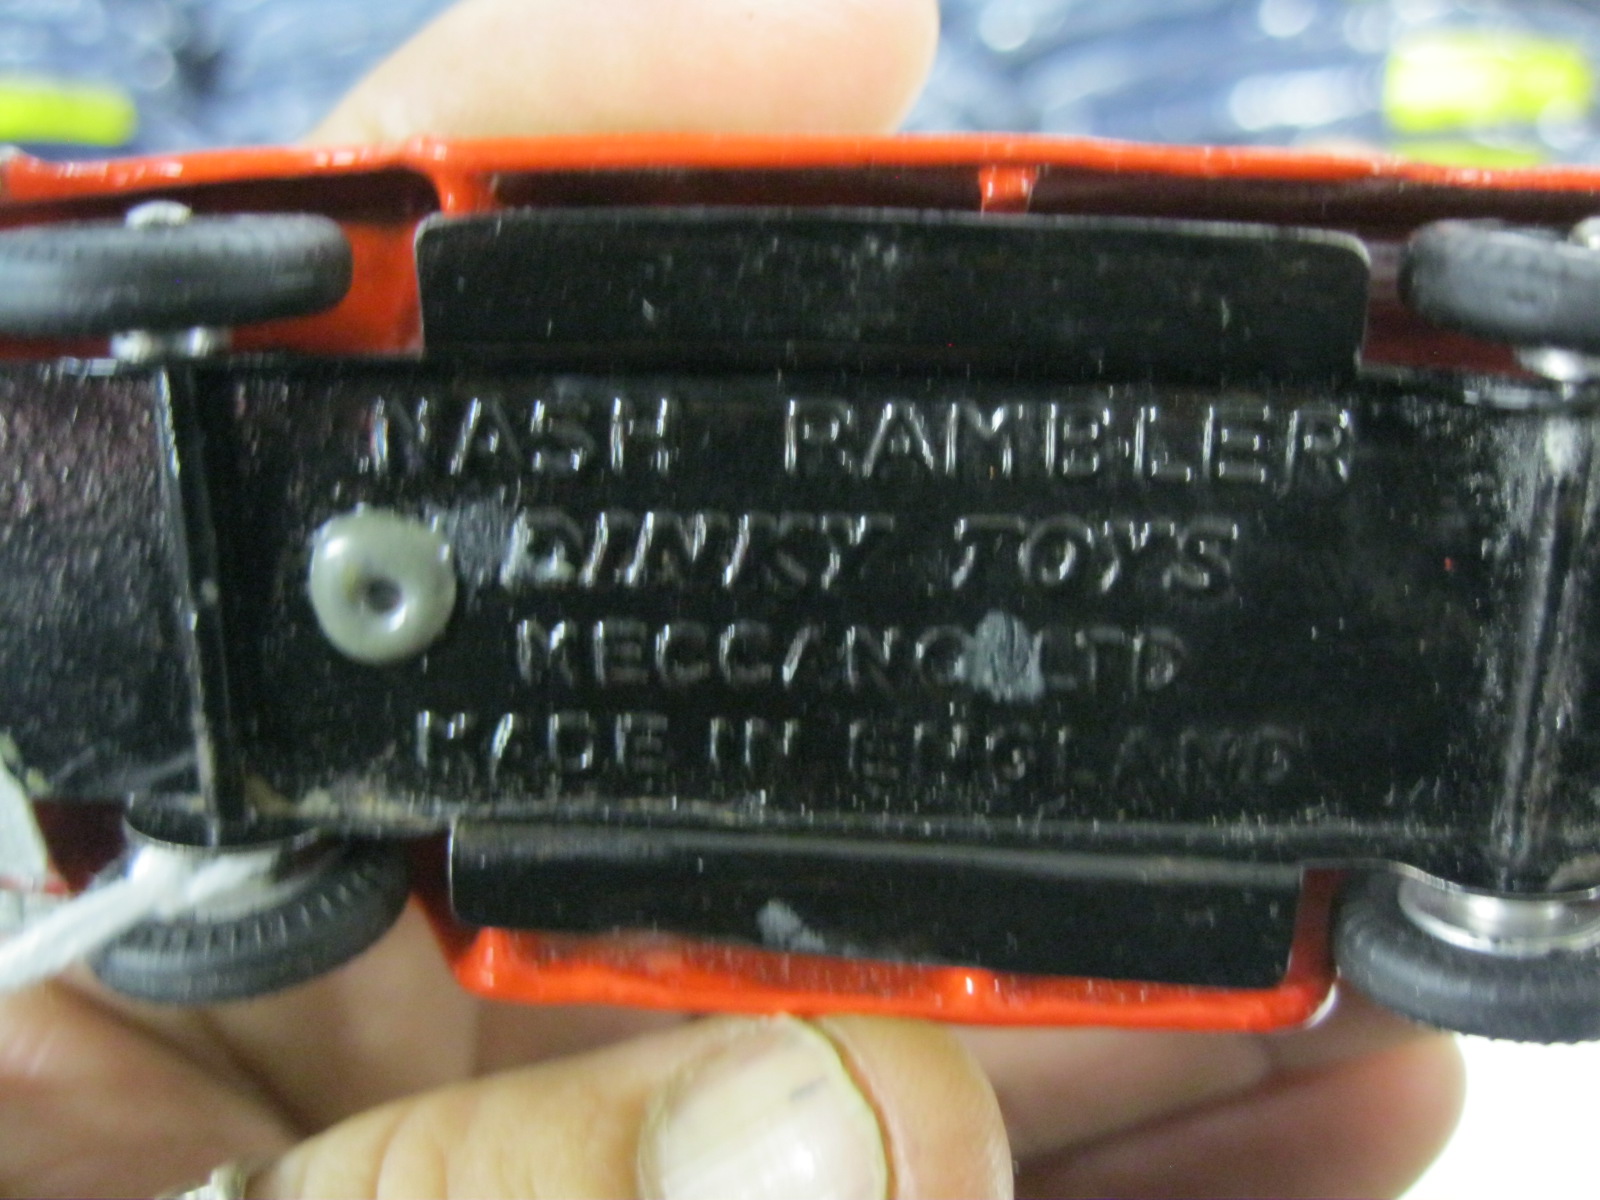 NASH RAMBLER
DINKY TOYS
MECCANO LTD
MADE IN ENGLAND